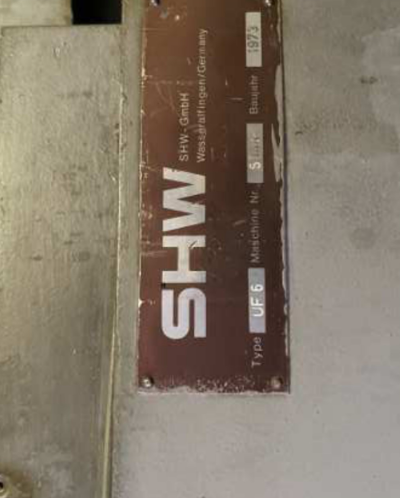 SHW
SHW-GmbH
Wasseralfingen/Germany
Type UF 6 Maschine Nr. Baujahr 1973